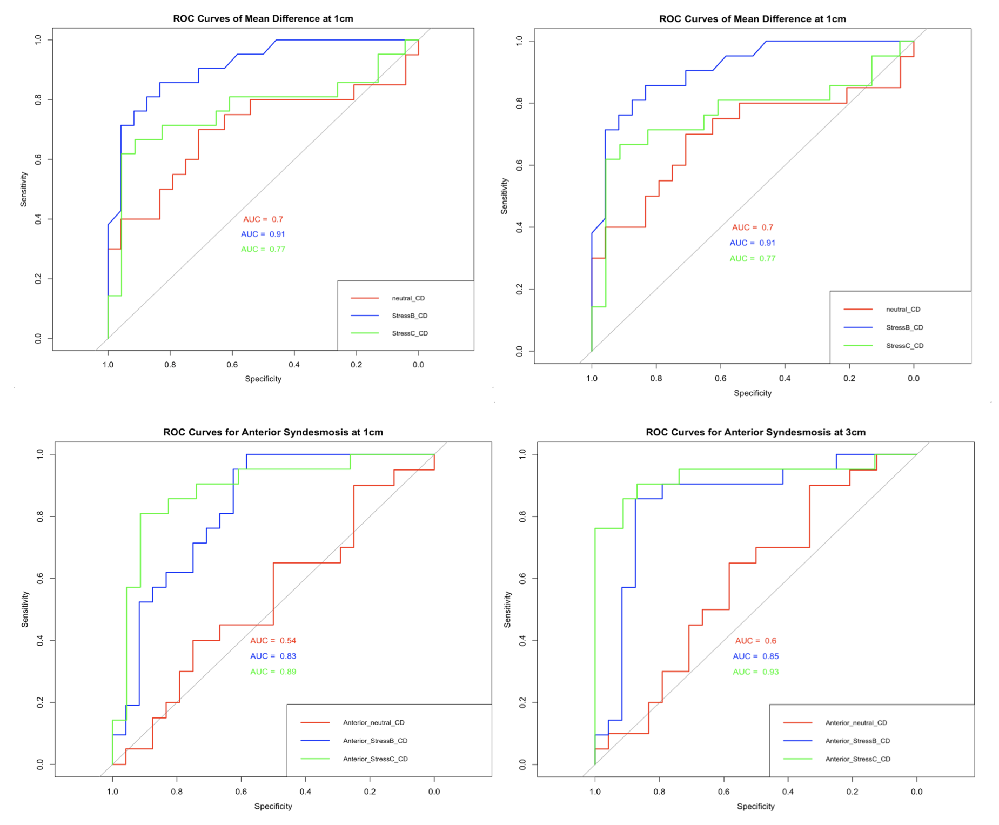 ROC Curves of Mean Difference at 1cm
1.0
0.8
0.6
0.4
0.2
0.0
Sensitivity
AUC = 0.7
AUC = 0.91
AUC = 0.77
neutral_CD
StressB_CD
StressC_CD
1.0 0.8 0.6 0.4 0.2 0.0
Specificity
ROC Curves of Mean Difference at 1cm
1.0
0.8
0.6
0.4
0.2
0.0
Sensitivity
AUC = 0.7
AUC = 0.91
AUC = 0.77
neutral_CD
StressB_CD
StressC_CD
1.0 0.8 0.6 0.4 0.2 0.0
Specificity
ROC Curves for Anterior Syndesmosis at 1cm
1.0
0.8
0.6
0.4
0.2
0.0
Sensitivity
AUC = 0.54
AUC = 0.83
AUC = 0.89
Anterior_neutral_CD
Anterior_StressB_CD
Anterior_StressC_CD
1.0 0.8 0.6 0.4 0.2 0.0
Specificity
ROC Curves for Anterior Syndesmosis at 3cm
1.0
0.8
0.6
0.4
0.2
0.0
Sensitivity
AUC = 0.6
AUC = 0.85
AUC = 0.93
Anterior_neutral_CD
Anterior_StressB_CD
Anterior_StressC_CD
1.0 0.8 0.6 0.4 0.2 0.0
Specificity